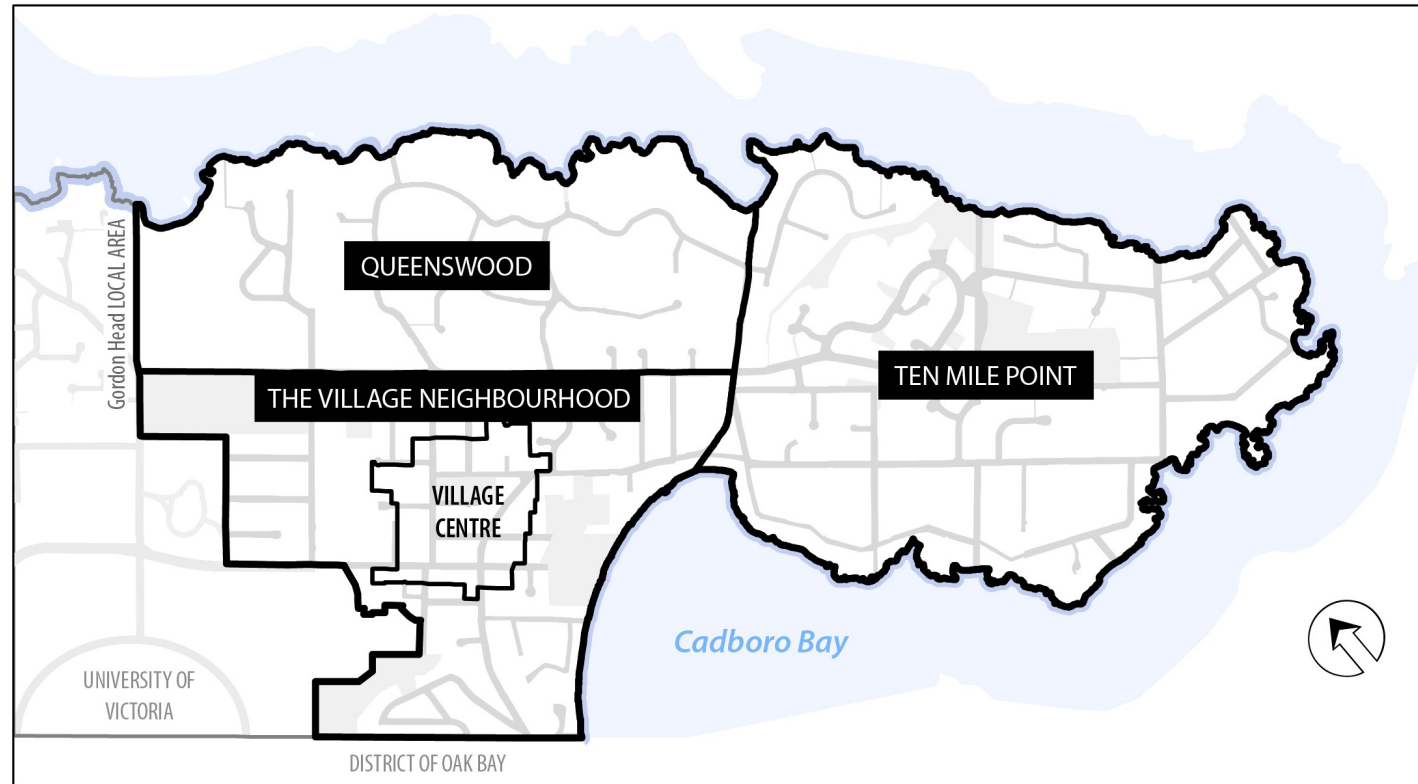 Gordon Head LOCAL AREA
QUEENSWOOD
THE VILLAGE NEIGHBOURHOOD
TEN MILE POINT
VILLAGE
CENTRE
Cadboro Bay
UNIVERSITY OF
VICTORIA
DISTRICT OF OAK BAY